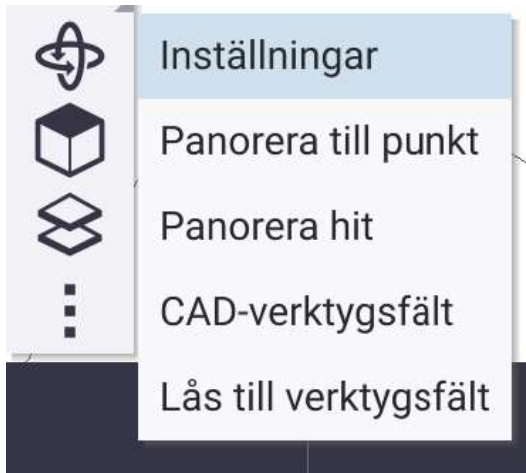 Inställningar
Panorera till punkt
Panorera hit
CAD-verktygsfält
Lås till verktygsfält